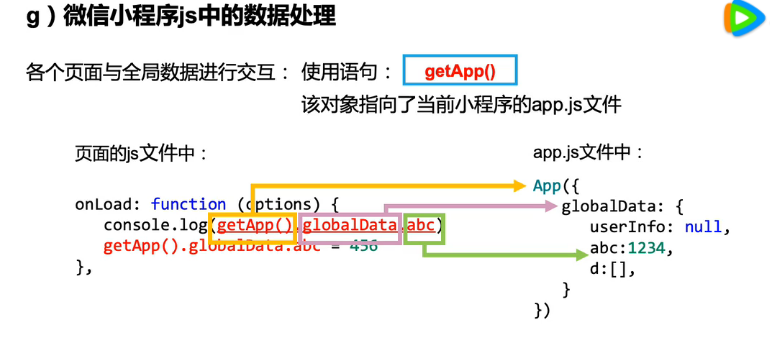 g）微信小程序js中的数据处理
各个页面与全局数据进行交互： 使用语句： getApp()
该对象指向了当前小程序的app.js文件
页面的js文件中：
onLoad: function (options) {
console.log(getApp().globalData.abc)
getApp().globalData.abc = 456
},
app.js文件中：
App({
globalData: {
userInfo: null,
abc:1234,
d:[],
}
})